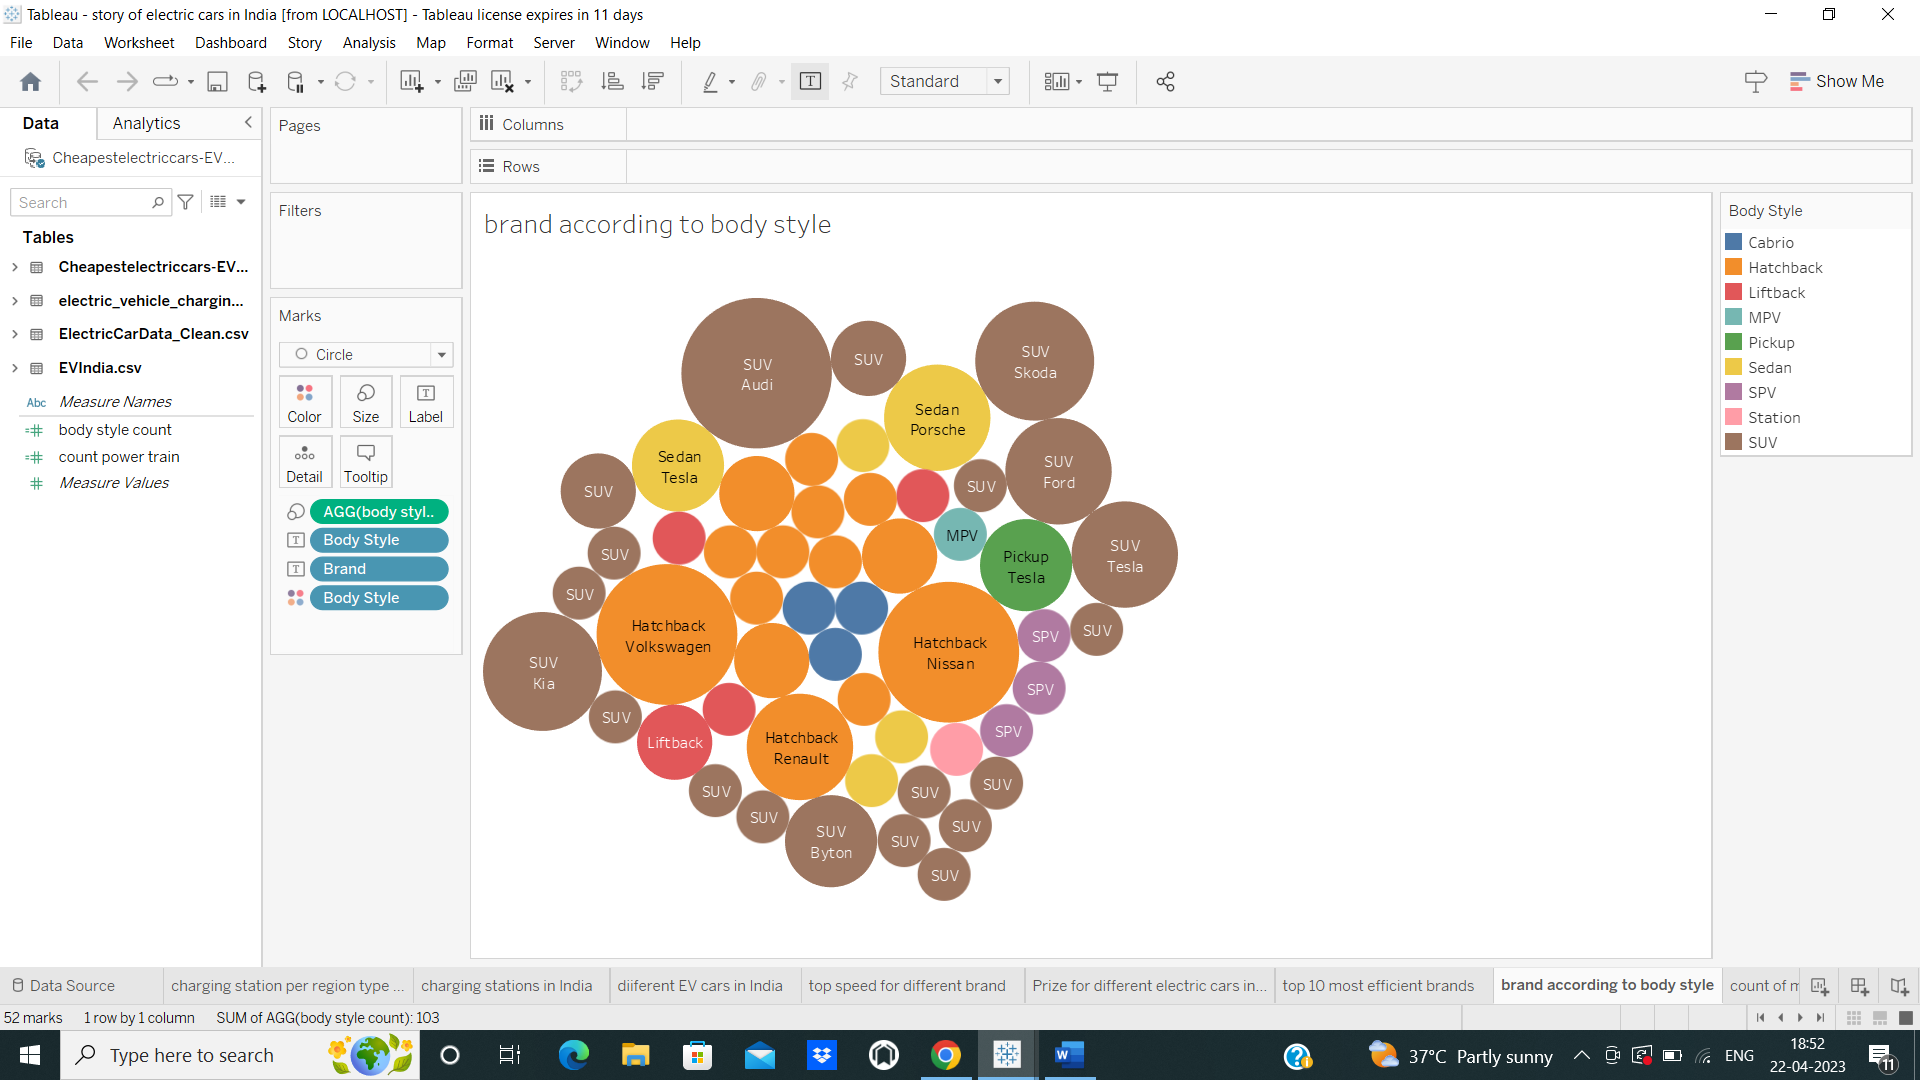 Tableau - story of electric cars in India [from LOCALHOST] - Tableau license expires in 11 days
File Data Worksheet Dashboard Story Analysis Map Format Server Window Help
Standard
Show Me
Data Analytics
Cheapestelectriccars-EV...
Search
Tables
Cheapestelectriccars-EV...
electric_vehicle_chargin...
ElectricCarData_Clean.csv
EVIndia.csv
Abc Measure Names
body style count
count power train
Measure Values
Pages
Filters
Marks
Circle
Color Size Label
Detail Tooltip
AGG(body styl..
Body Style
Brand
Body Style
Columns
Rows
brand according to body style
SUV
Audi
SUV
SUV
Skoda
Sedan
Porsche
Sedan
Tesla
SUV
Ford
SUV
SUV
MPV
SUV
Tesla
SUV
Pickup
Tesla
SUV
Hatchback
Volkswagen
Hatchback
Nissan
SPV
SUV
SUV
Kia
SPV
SUV
Liftback
Hatchback
Renault
SPV
SUV
SUV
SUV
SUV
SUV
Byton
SUV
SUV
SUV
Body Style
Cabrio
Hatchback
Liftback
MPV
Pickup
Sedan
SPV
Station
SUV
Data Source charging station per region type ... charging stations in India diiferent EV cars in India top speed for different brand Prize for different electric cars in... top 10 most efficient brands brand according to body style count of m
52 marks 1 row by 1 column SUM of AGG(body style count): 103
Type here to search
37°C Partly sunny
ENG
18:52
22-04-2023
11